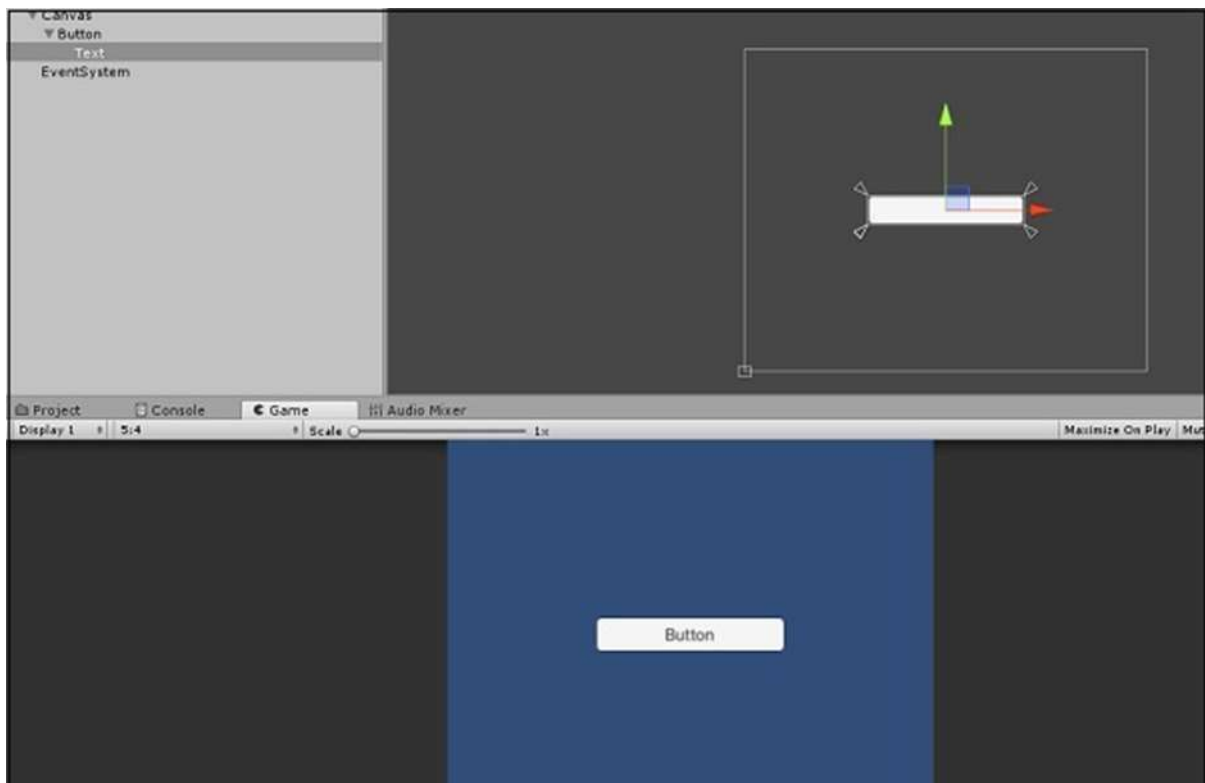 Canvas
Button
Text
EventSystem
Project Console Game Audio Mixer
Display 1 5:4 Scale 1x Maximize On Play Mut
Button